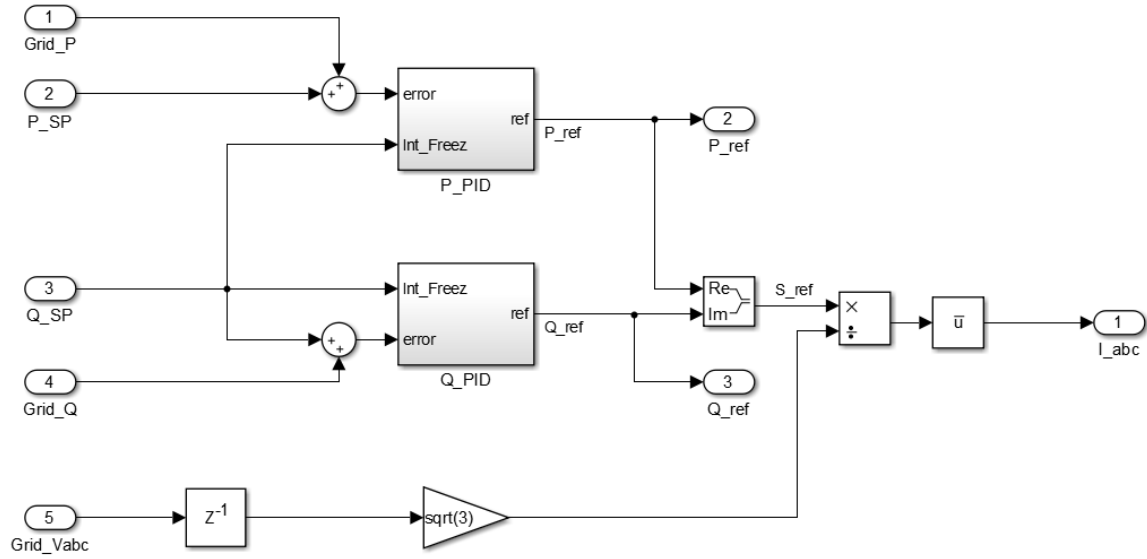 1
Grid_P
2
P_SP
+
+
error
Int_Freez
ref
P_PID
P_ref
2
P_ref
3
Q_SP
Int_Freez
error
ref
Q_PID
Q_ref
+
+
4
Grid_Q
Re
Im
S_ref
×
÷
u
1
I_abc
3
Q_ref
5
Grid_Vabc
Z-1
sqrt(3)